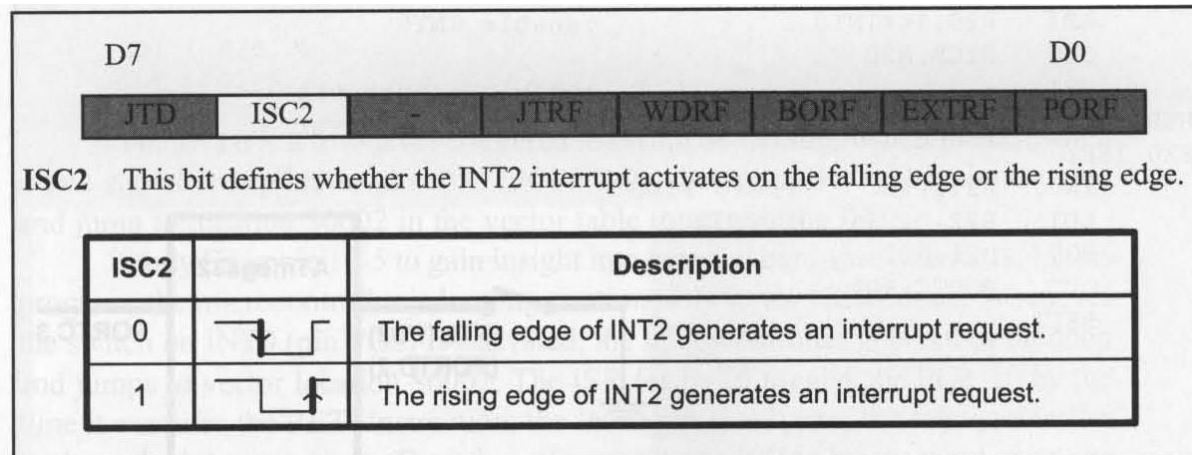 D7 D0
JTD ISC2 - JTRF WDRF BORF EXTRF PORF
ISC2 This bit defines whether the INT2 interrupt activates on the falling edge or the rising edge.
ISC2 Description
0 The falling edge of INT2 generates an interrupt request.
1 The rising edge of INT2 generates an interrupt request.